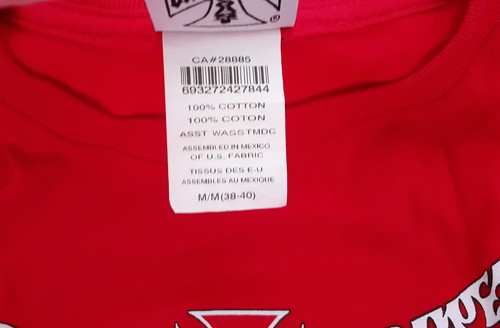 CA#28885
693272427844
100% COTTON
100% COTON
ASST WASSTMDC
ASSEMBLED IN MEXICO
OF U.S. FABRIC
TISSUS DES E-U
ASSEMBLES AU MEXIQUE
M/M(38-40)